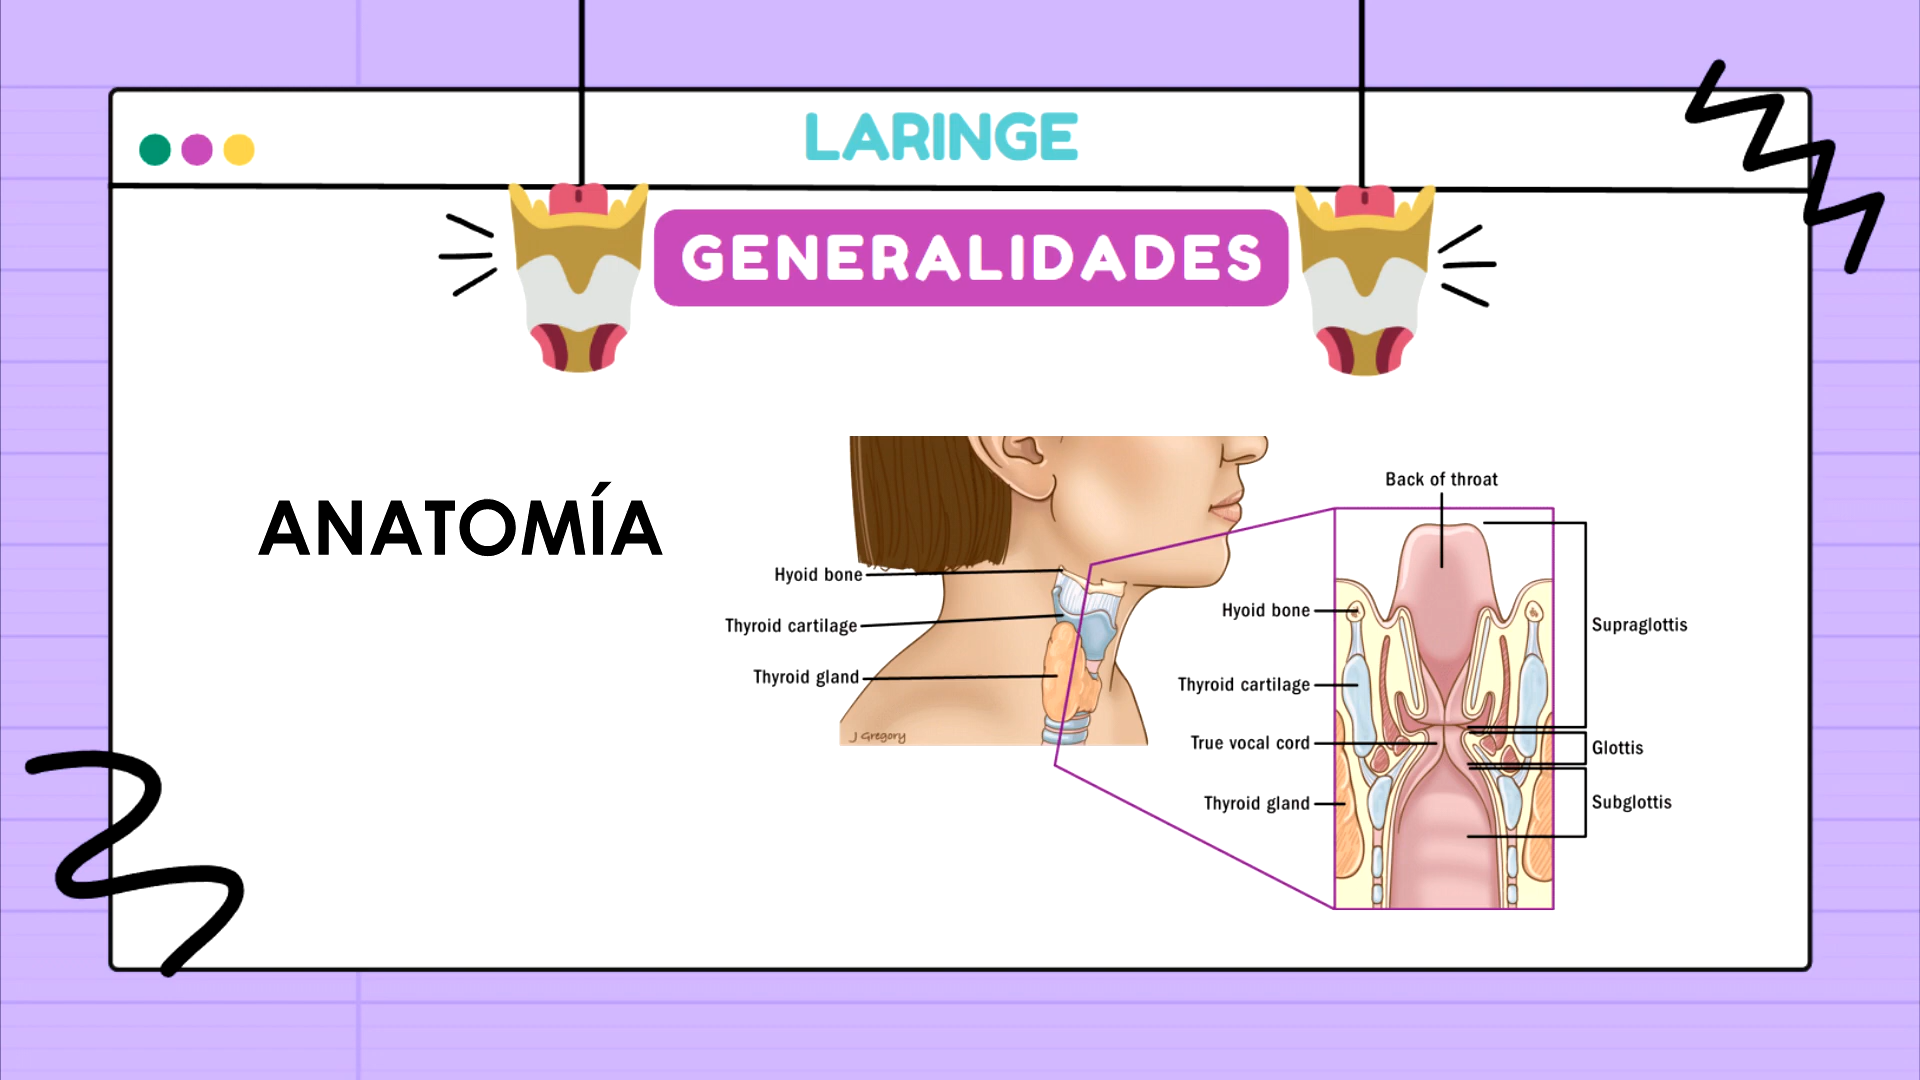 LARINGE
GENERALIDADES
ANATOMÍA
Hyoid bone
Thyroid cartilage
Thyroid gland
J Gregory
Back of throat
Hyoid bone
Thyroid cartilage
True vocal cord
Thyroid gland
Supraglottis
Glottis
Subglottis